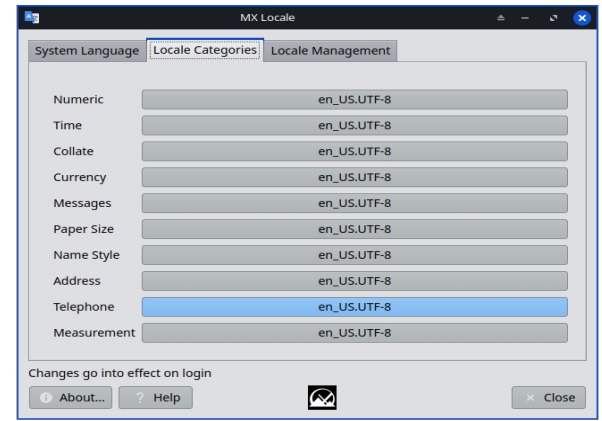 MX Locale
System Language Locale Categories Locale Management
Numeric en_US.UTF-8
Time en_US.UTF-8
Collate en_US.UTF-8
Currency en_US.UTF-8
Messages en_US.UTF-8
Paper Size en_US.UTF-8
Name Style en_US.UTF-8
Address en_US.UTF-8
Telephone en_US.UTF-8
Measurement en_US.UTF-8
Changes go into effect on login
About... ? Help Close